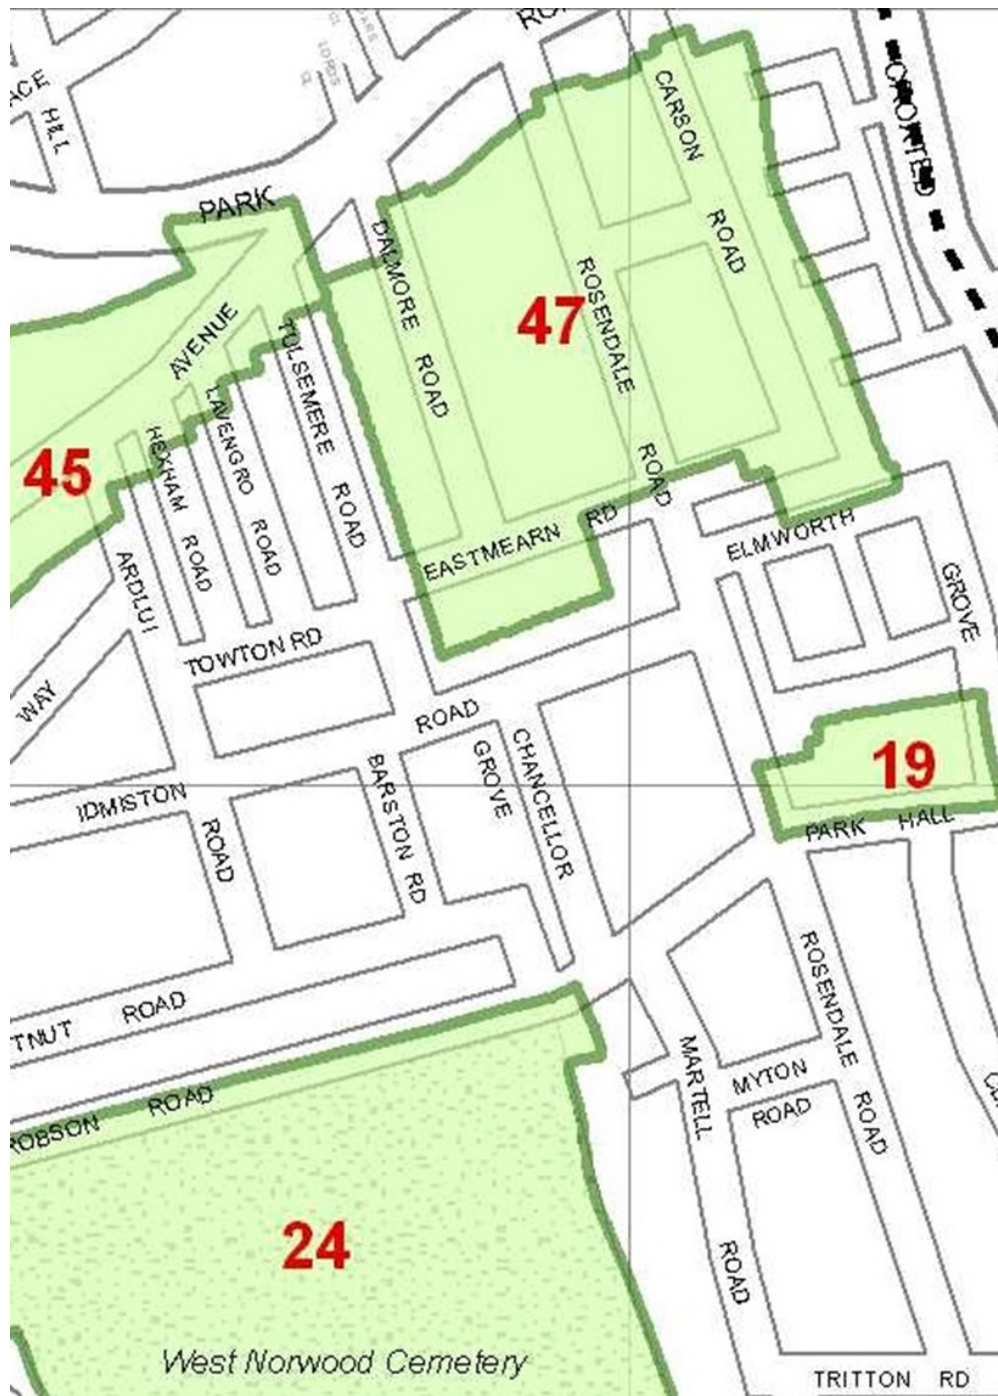 HILL
PARK
CARSON
ROAD
CROXTED
DALMORE
ROAD
47
ROSENDALE
ROAD
AVENUE
TULSEMERE
ROAD
LAVENGRO
ROAD
HEXHAM
ROAD
45
EASTMEARN RD
ELMWORTH
GROVE
ARDLUI
TOWTON RD
WAY
ROAD
CHANCELLOR
GROVE
BARSTON RD
19
PARK HALL
IDMISTON
ROAD
ROSENDALE
ROAD
TNUT ROAD
MARTELL
ROAD
MYTON
ROAD
ROBSON ROAD
24
West Norwood Cemetery
TRITTON RD